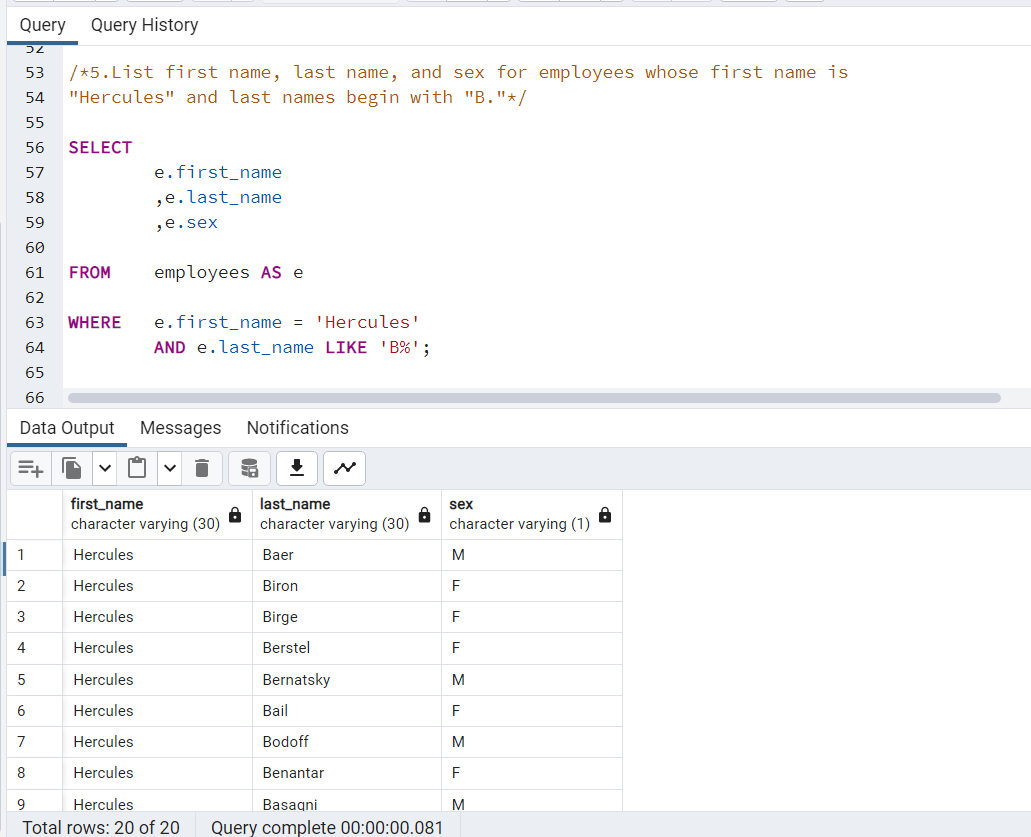 Query Query History
52
53 /*5.List first name, last name, and sex for employees whose first name is
54 "Hercules" and last names begin with "B."*/
55
56 SELECT
57 e.first_name
58 ,e.last_name
59 ,e.sex
60
61 FROM employees AS e
62
63 WHERE e.first_name = 'Hercules'
64 AND e.last_name LIKE 'B%';
65
66
Data Output Messages Notifications
first_name last_name sex
character varying (30) character varying (30) character varying (1)
1 Hercules Baer M
2 Hercules Biron F
3 Hercules Birge F
4 Hercules Berstel F
5 Hercules Bernatsky M
6 Hercules Bail F
7 Hercules Bodoff M
8 Hercules Benantar F
9 Hercules Basagni M
Total rows: 20 of 20 Query complete 00:00:00.081